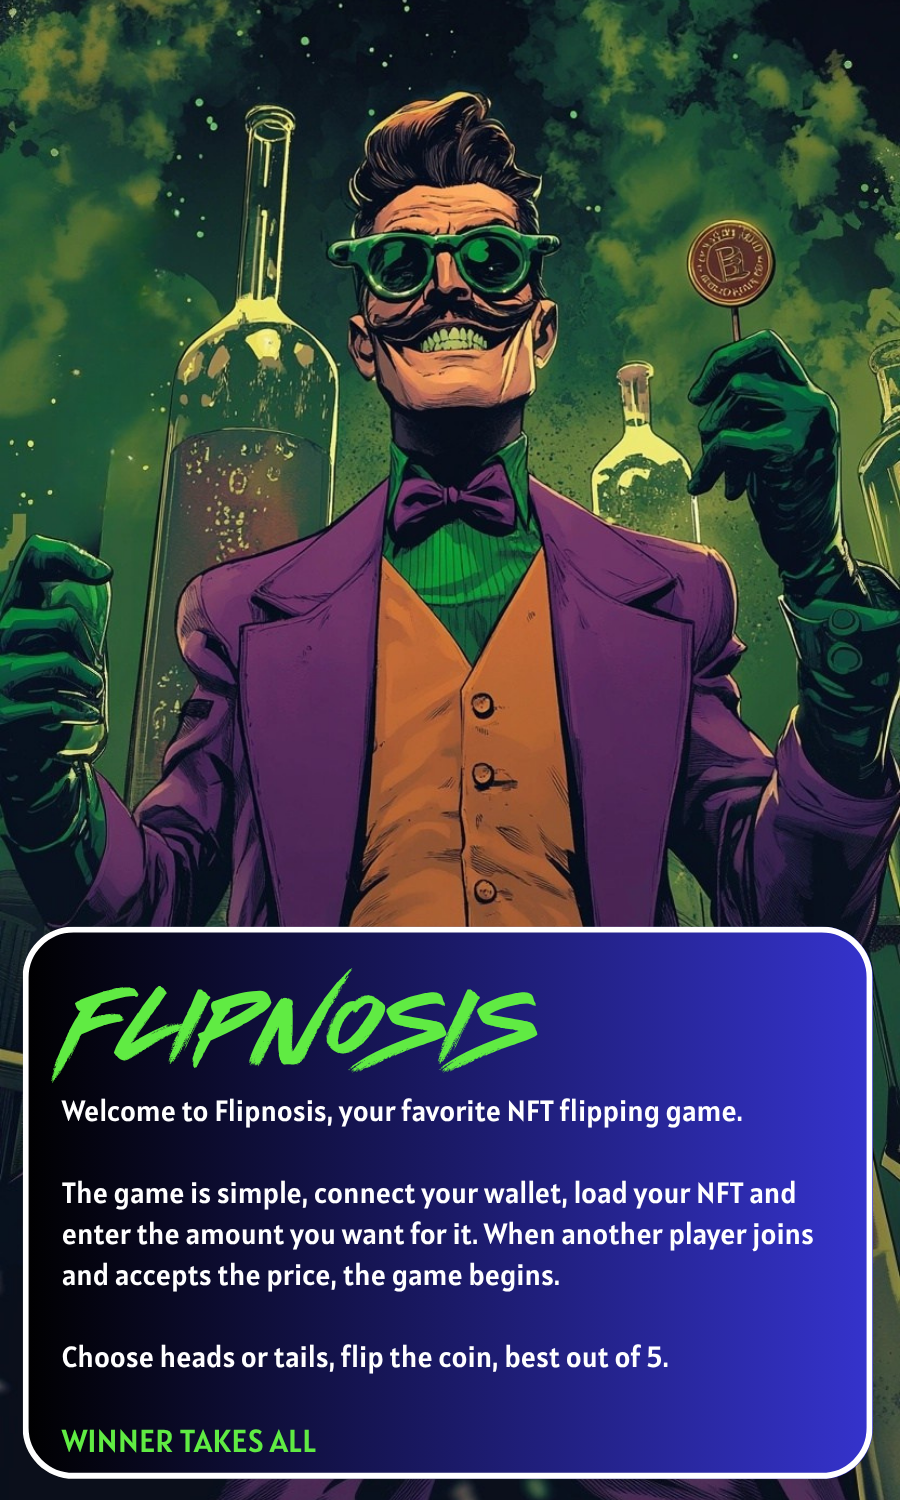 FLIPNOSIS
Welcome to Flipnosis, your favorite NFT flipping game.
The game is simple, connect your wallet, load your NFT and
enter the amount you want for it. When another player joins
and accepts the price, the game begins.
Choose heads or tails, flip the coin, best out of 5.
WINNER TAKES ALL